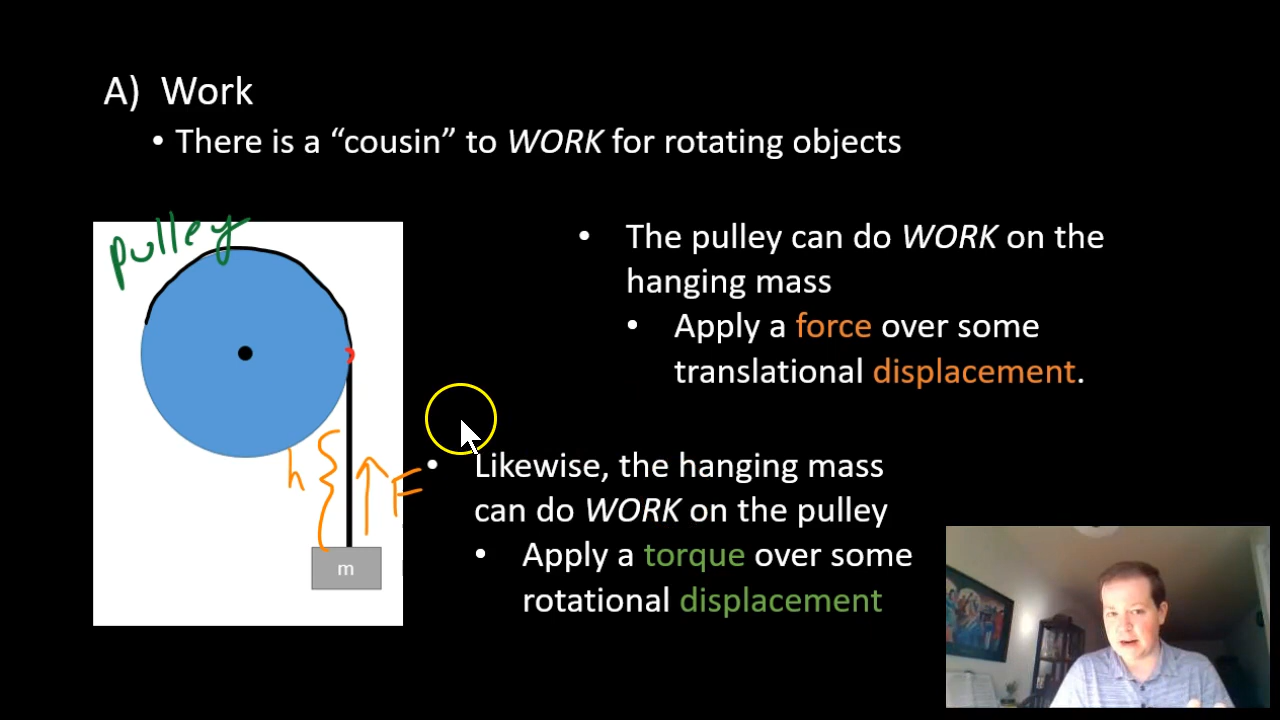 A) Work
• There is a “cousin” to WORK for rotating objects
pulley
• The pulley can do WORK on the
hanging mass
• Apply a force over some
translational displacement.
h
F
m
• Likewise, the hanging mass
can do WORK on the pulley
• Apply a torque over some
rotational displacement